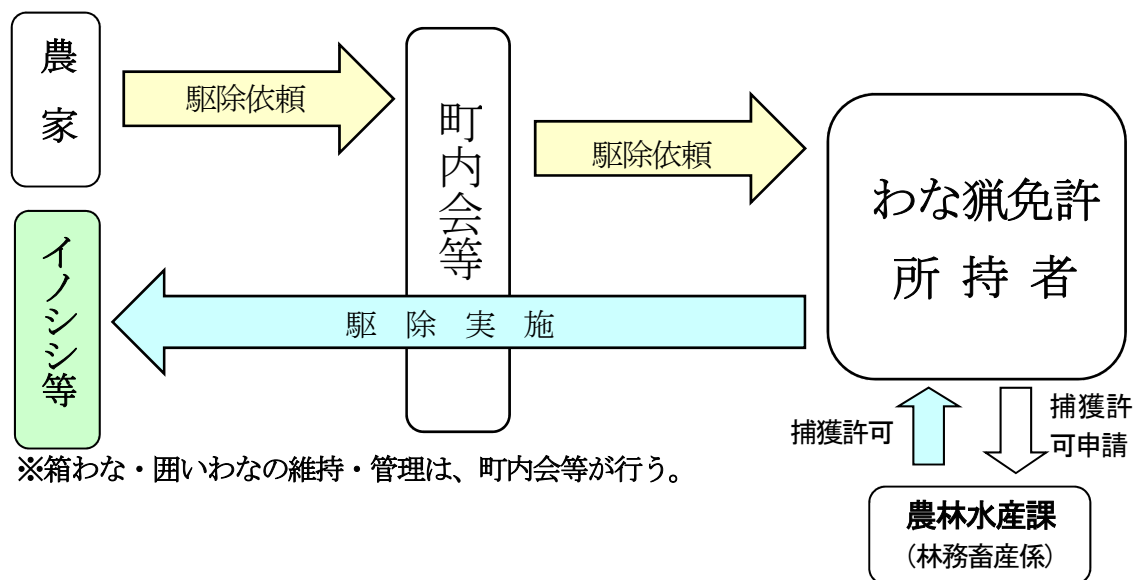 農家
駆除依頼
町内会等
駆除依頼
わな猟免許
所持者
イノシシ等
駆除実施
捕獲許可
捕獲許
可申請
※箱わな・囲いわなの維持・管理は、町内会等が行う。
農林水産課
（林務畜産係）